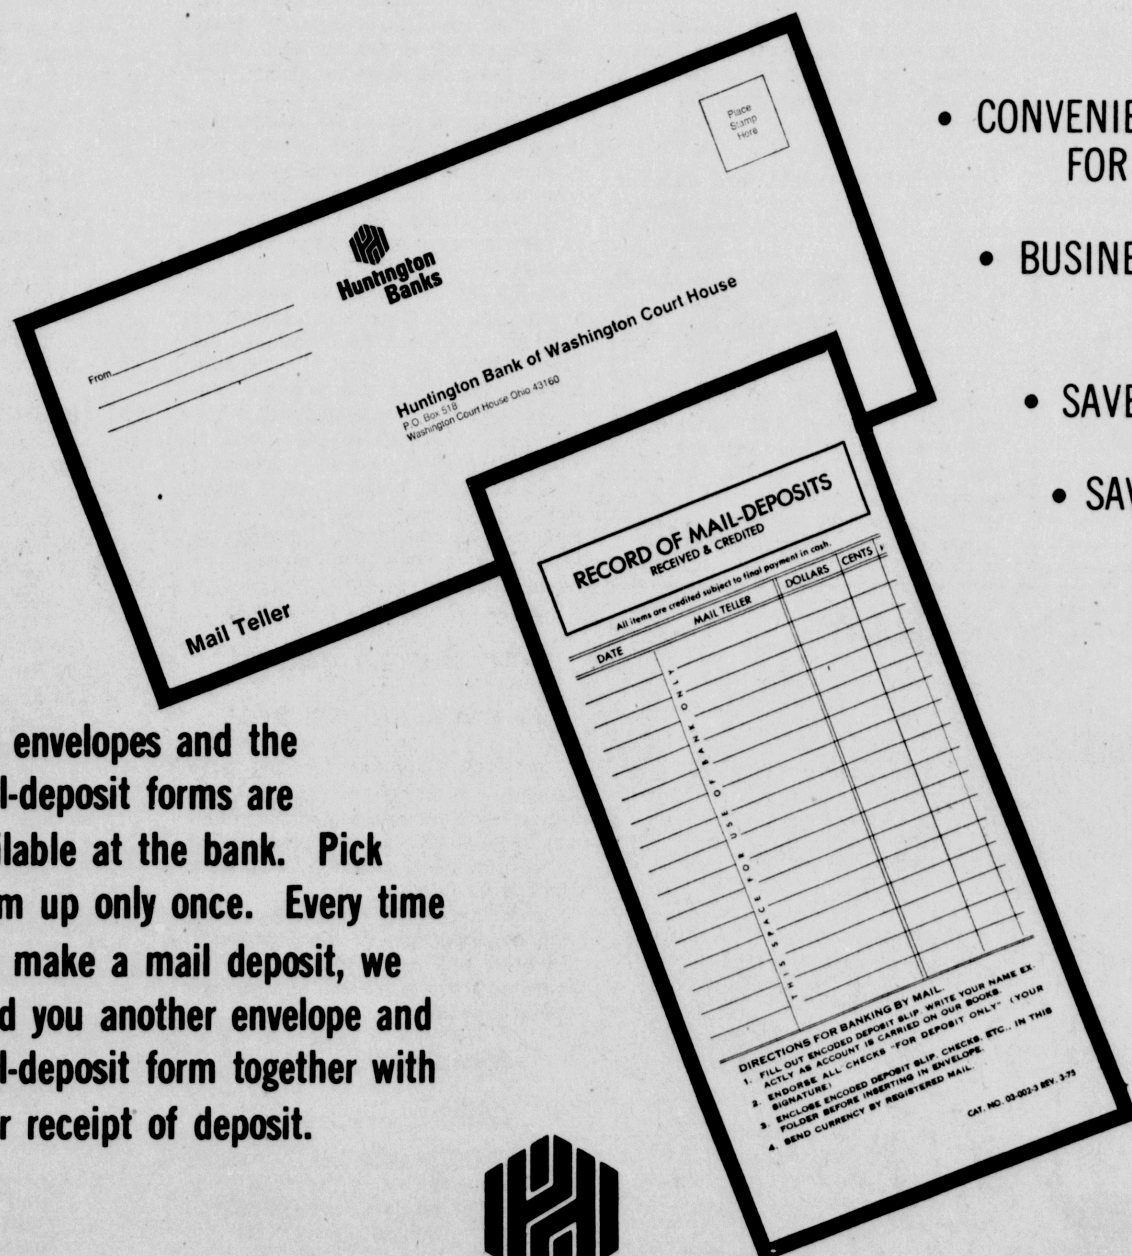 Place
Stamp
Here
Huntington
Banks
From
Huntington Bank of Washington Court House
P.O. Box 518
Washington Court House Ohio 43160
Mail Teller
• CONVENIE
FOR
• BUSINE
• SAVE
• SAV
RECORD OF MAIL-DEPOSITS
RECEIVED & CREDITED
All items are credited subject to final payment in cash.
DATE MAIL TELLER DOLLARS CENTS
THIS SPACE FOR USE OF BANK ONLY
DIRECTIONS FOR BANKING BY MAIL.
1. FILL OUT ENCODED DEPOSIT SLIP. WRITE YOUR NAME EX-
ACTLY AS ACCOUNT IS CARRIED ON OUR BOOKS.
2. ENDORSE ALL CHECKS "FOR DEPOSIT ONLY" (YOUR
SIGNATURE)
3. ENCLOSE ENCODED DEPOSIT SLIP, CHECKS, ETC., IN THIS
FOLDER BEFORE INSERTING IN ENVELOPE.
4. SEND CURRENCY BY REGISTERED MAIL.
CAT. NO. 03-002-3 REV. 3-75
envelopes and the
l-deposit forms are
ilable at the bank. Pick
m up only once. Every time
make a mail deposit, we
d you another envelope and
l-deposit form together with
r receipt of deposit.